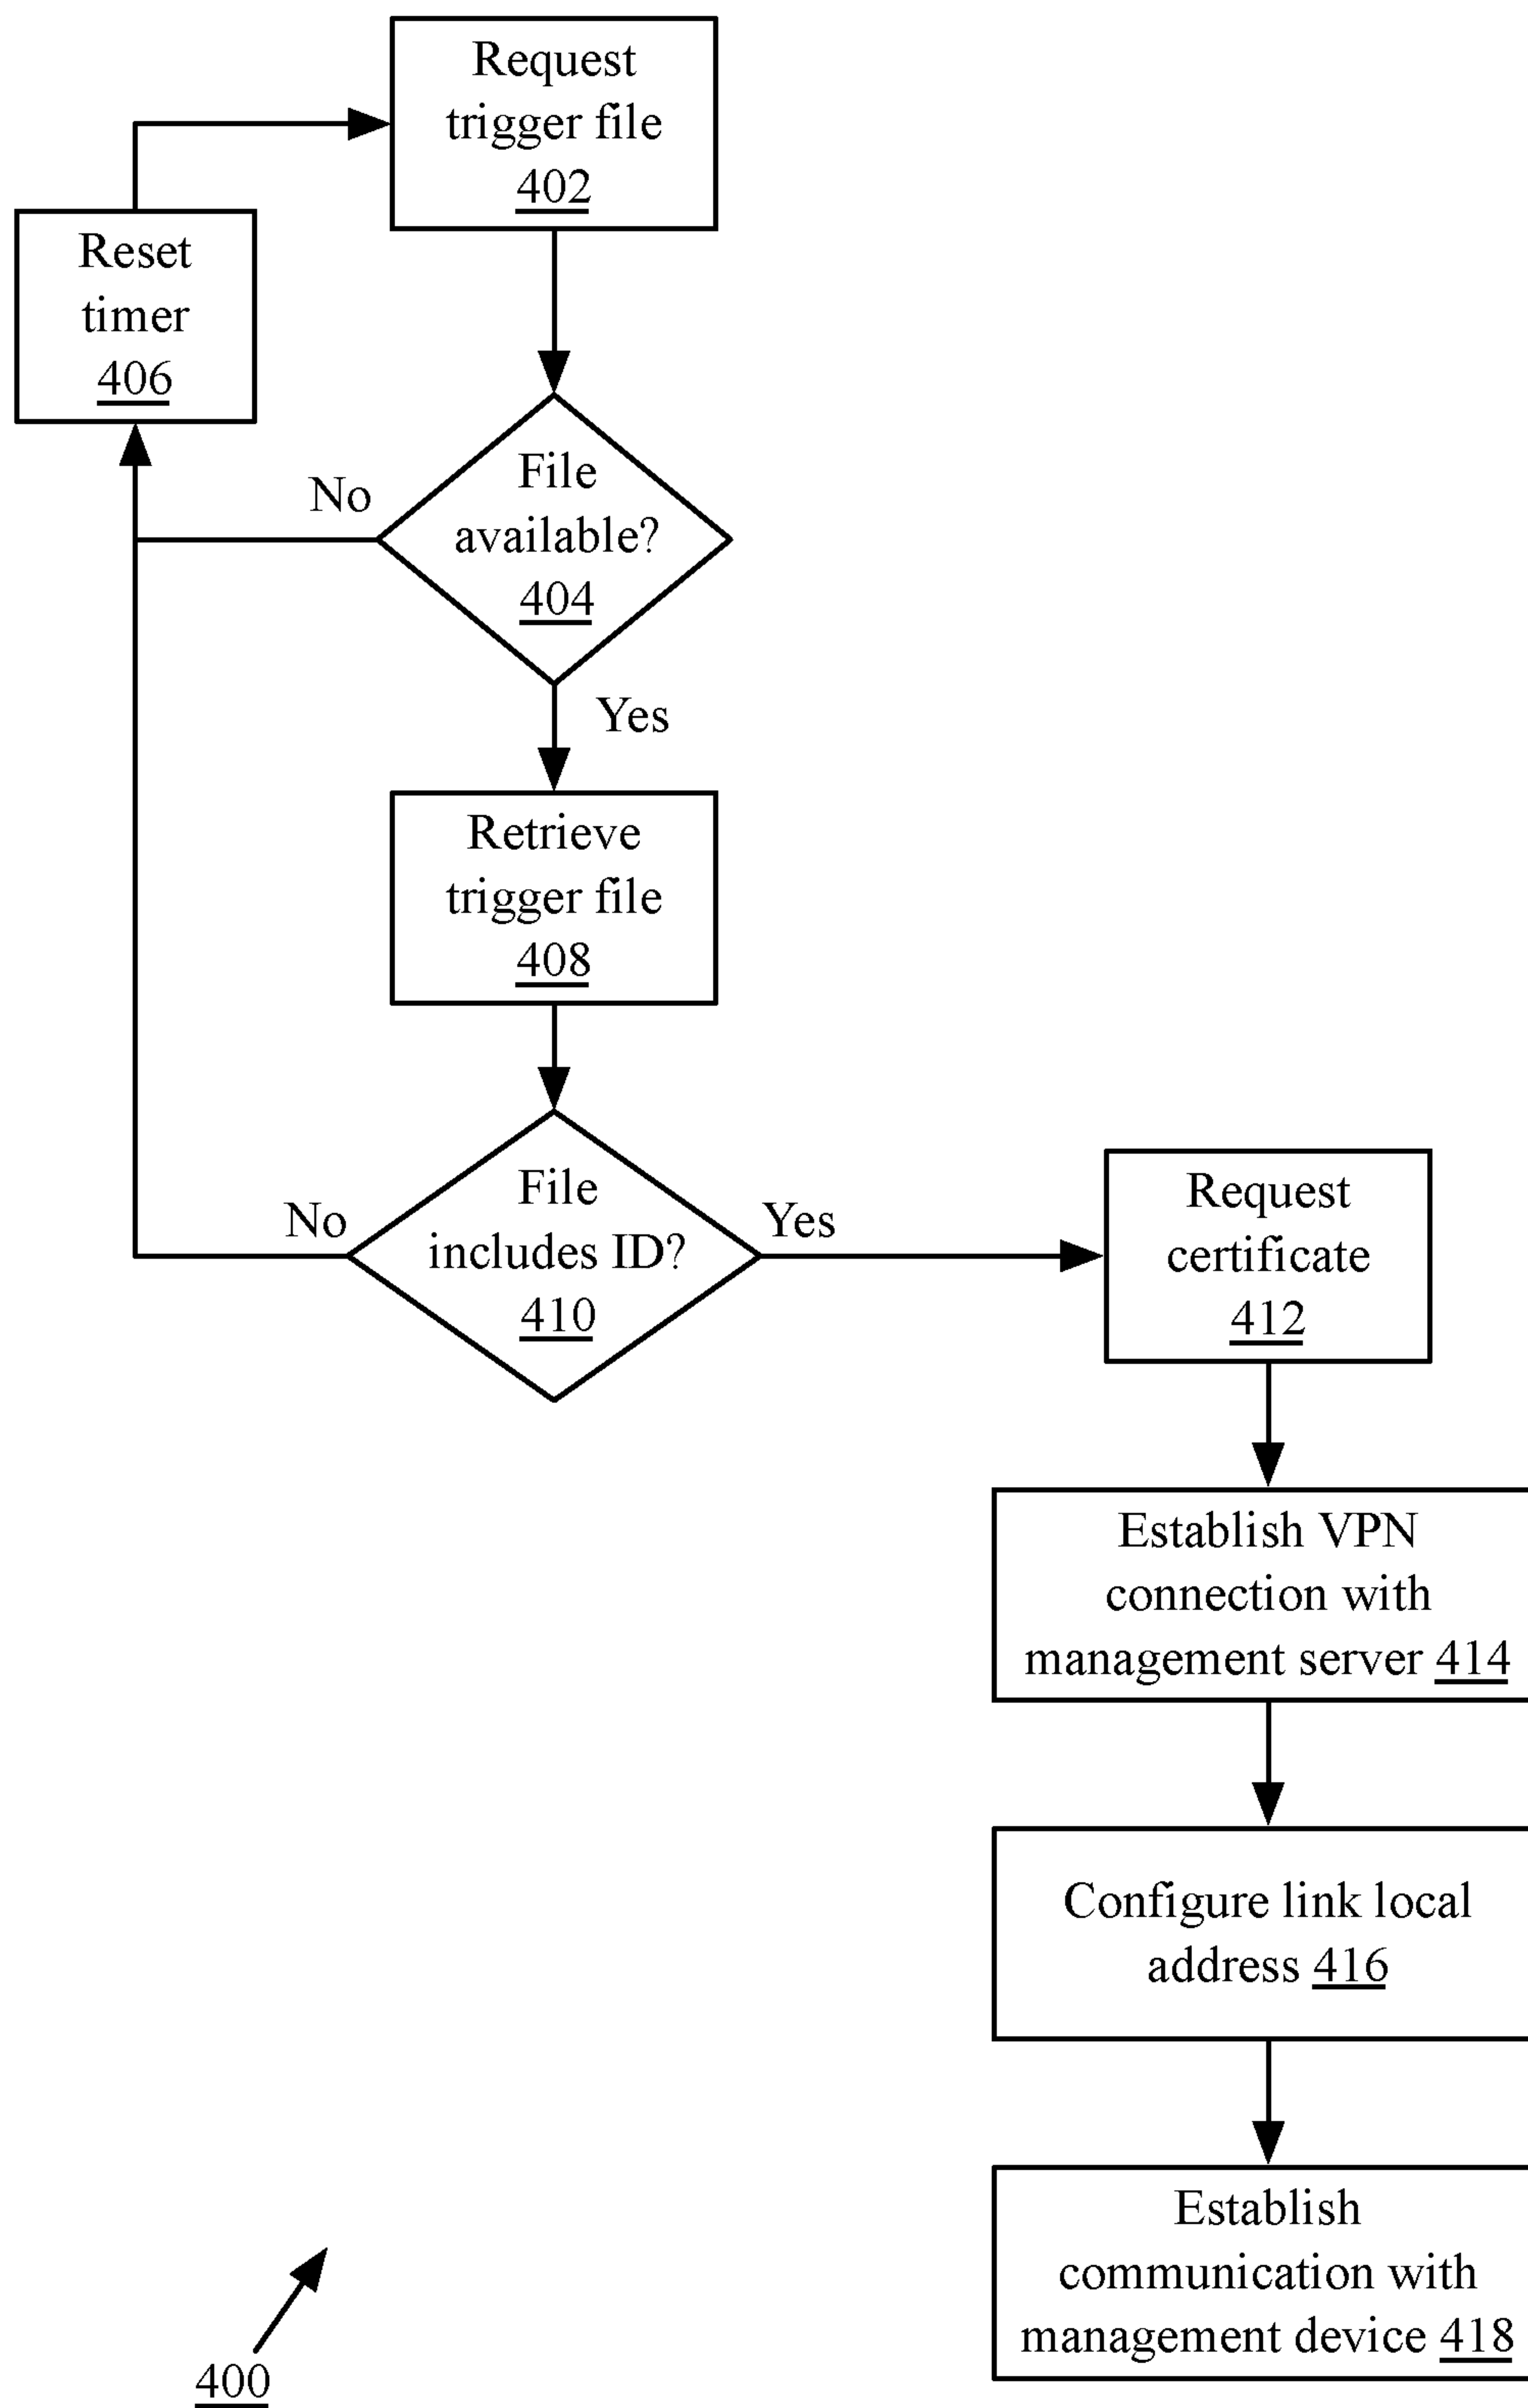 Request
trigger file
402
Reset
timer
406
File
available?
404
No
Yes
Retrieve
trigger file
408
File
includes ID?
410
No
Yes
Request
certificate
412
Establish VPN
connection with
management server 414
Configure link local
address 416
Establish
communication with
management device 418
400